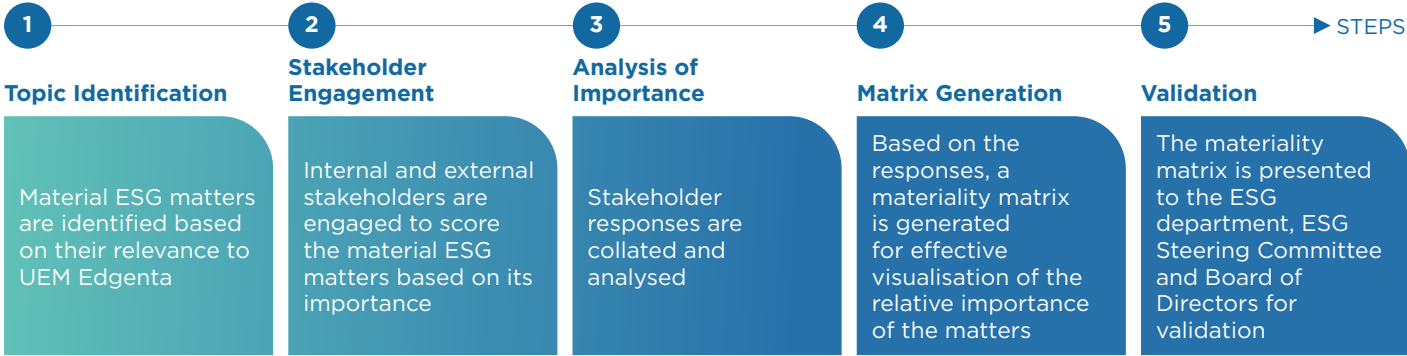 1
2
3
4
5
STEPS
Topic Identification
Stakeholder
Engagement
Analysis of
Importance
Matrix Generation
Validation
Material ESG matters
are identified based
on their relevance to
UEM Edgenta
Internal and external
stakeholders are
engaged to score
the material ESG
matters based on its
importance
Stakeholder
responses are
collated and
analysed
Based on the
responses, a
materiality matrix
is generated
for effective
visualisation of the
relative importance
of the matters
The materiality
matrix is presented
to the ESG
department, ESG
Steering Committee
and Board of
Directors for
validation